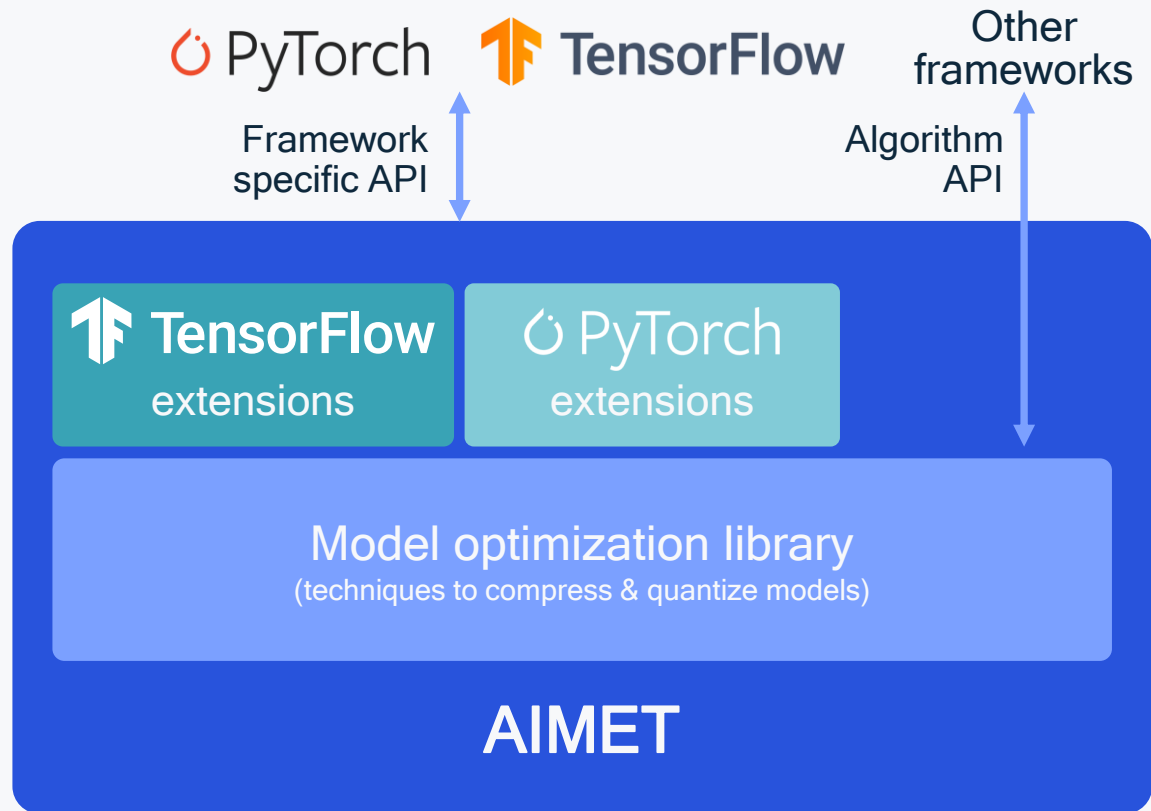 PyTorch TensorFlow Other
frameworks
Framework
specific API
Algorithm
API
TensorFlow
extensions
PyTorch
extensions
Model optimization library
(techniques to compress & quantize models)
AIMET